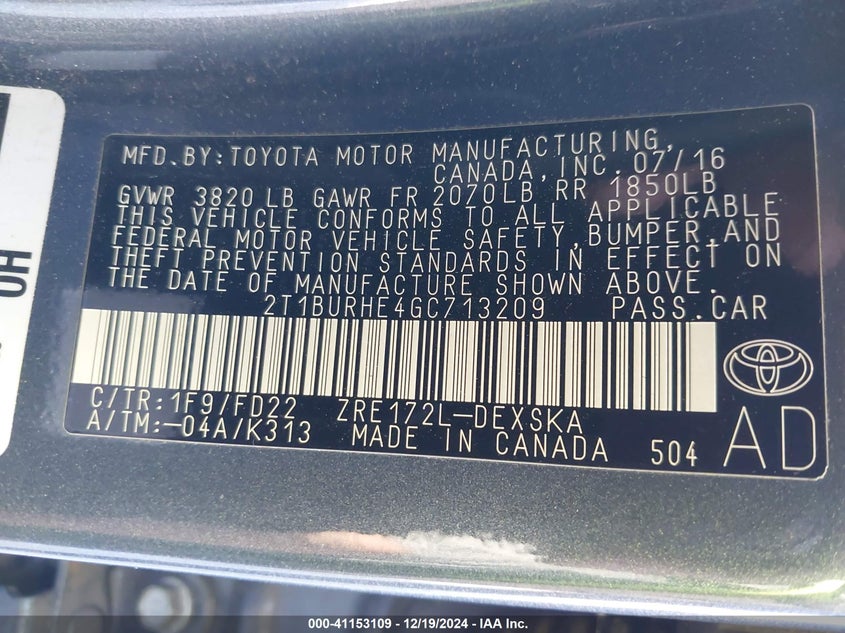 HO
MFD.BY:TOYOTA MOTOR MANUFACTURING,
CANADA,INC. 07/16
GVWR 3820 LB GAWR FR 2070LB RR 1850LB
THIS VEHICLE CONFORMS TO ALL APPLICABLE
FEDERAL MOTOR VEHICLE SAFETY,BUMPER,AND
THEFT PREVENTION STANDARDS IN EFFECT ON
THE DATE OF MANUFACTURE SHOWN ABOVE.
2T1BURHE4GC713209 PASS.CAR
C/TR:1F9/FD22 ZRE172L-DEXSKA
A/TM:-04A/K313 MADE IN CANADA 504
AD
000-41153109 - 12/19/2024 - IAA Inc.